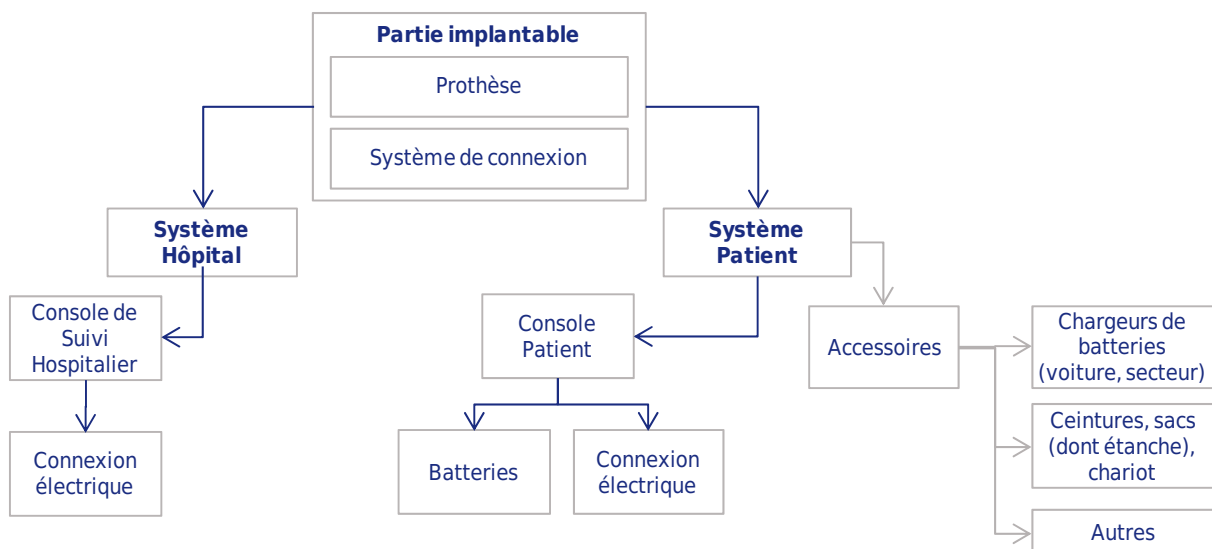 Partie implantable
Prothèse
Système de connexion
Système
Hôpital
Système
Patient
Console de
Suivi
Hospitalier
Console
Patient
Accessoires
Chargeurs de
batteries
(voiture, secteur)
Connexion
électrique
Batteries
Connexion
électrique
Ceintures, sacs
(dont étanche),
chariot
Autres